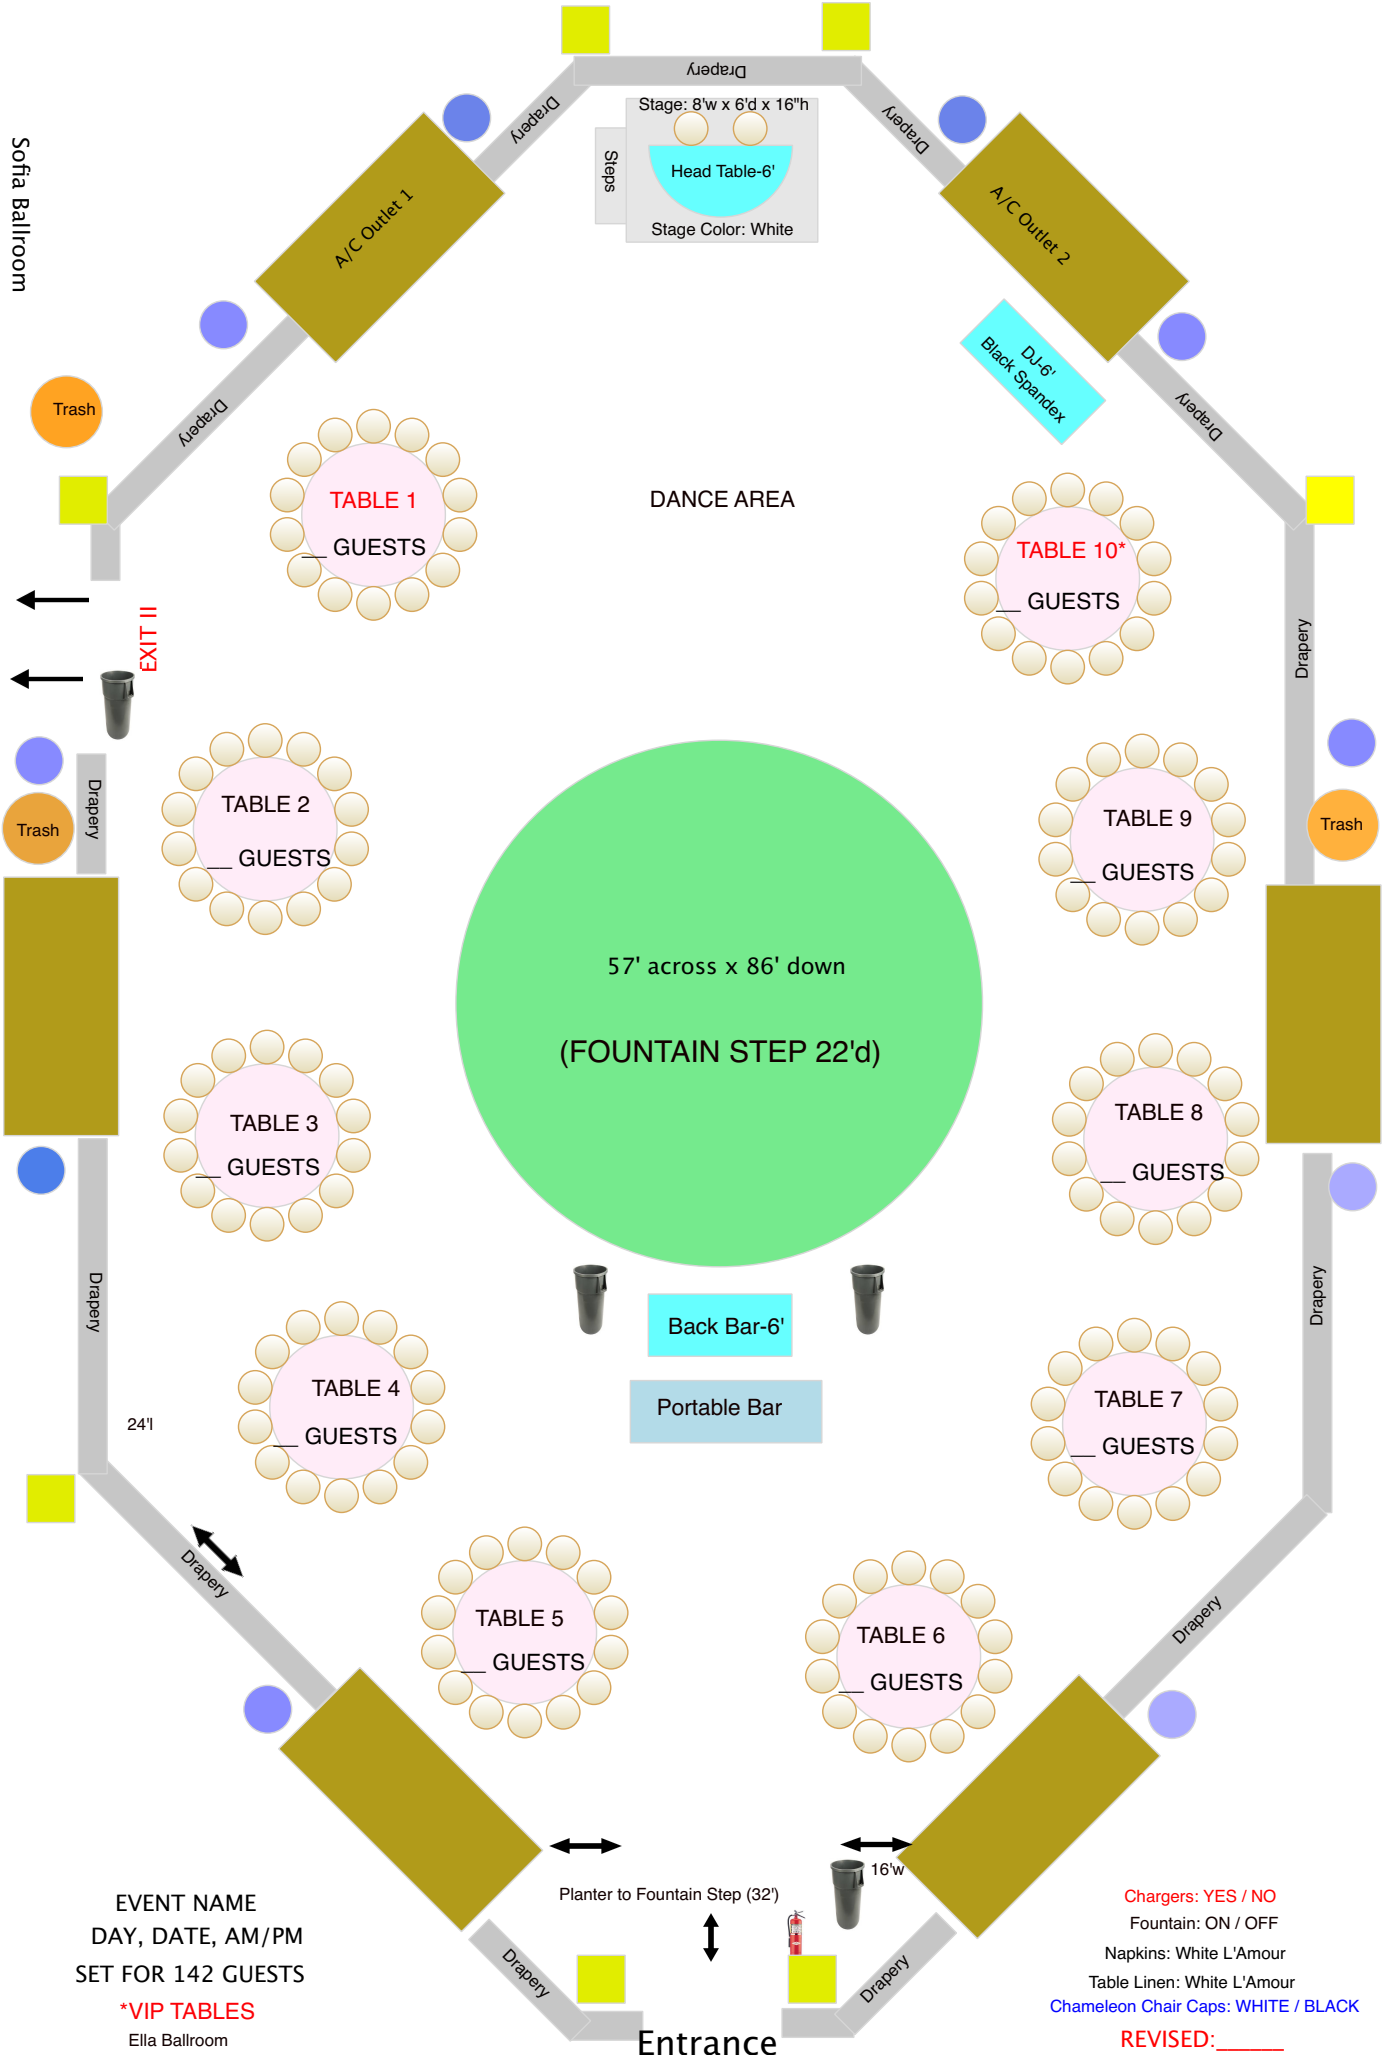 Drapery
Drapery
Drapery
Stage: 8'w x 6'd x 16"h
Steps
Head Table-6'
Stage Color: White
Sofia Ballroom
A/C Outlet 1
A/C Outlet 2
DJ-6'
Black Spandex
Trash
Drapery
Drapery
TABLE 1
__ GUESTS
DANCE AREA
TABLE 10*
__ GUESTS
EXIT II
Drapery
Drapery
Trash
TABLE 2
__ GUESTS
TABLE 9
__ GUESTS
Trash
57' across x 86' down
(FOUNTAIN STEP 22'd)
TABLE 3
__ GUESTS
TABLE 8
__ GUESTS
Drapery
Drapery
Back Bar-6'
Portable Bar
TABLE 4
__ GUESTS
TABLE 7
__ GUESTS
24'l
Drapery
TABLE 5
__ GUESTS
TABLE 6
__ GUESTS
Drapery
16'w
Planter to Fountain Step (32')
Drapery
Drapery
Entrance
EVENT NAME
DAY, DATE, AM/PM
SET FOR 142 GUESTS
*VIP TABLES
Ella Ballroom
Chargers: YES / NO
Fountain: ON / OFF
Napkins: White L'Amour
Table Linen: White L'Amour
Chameleon Chair Caps: WHITE / BLACK
REVISED:______